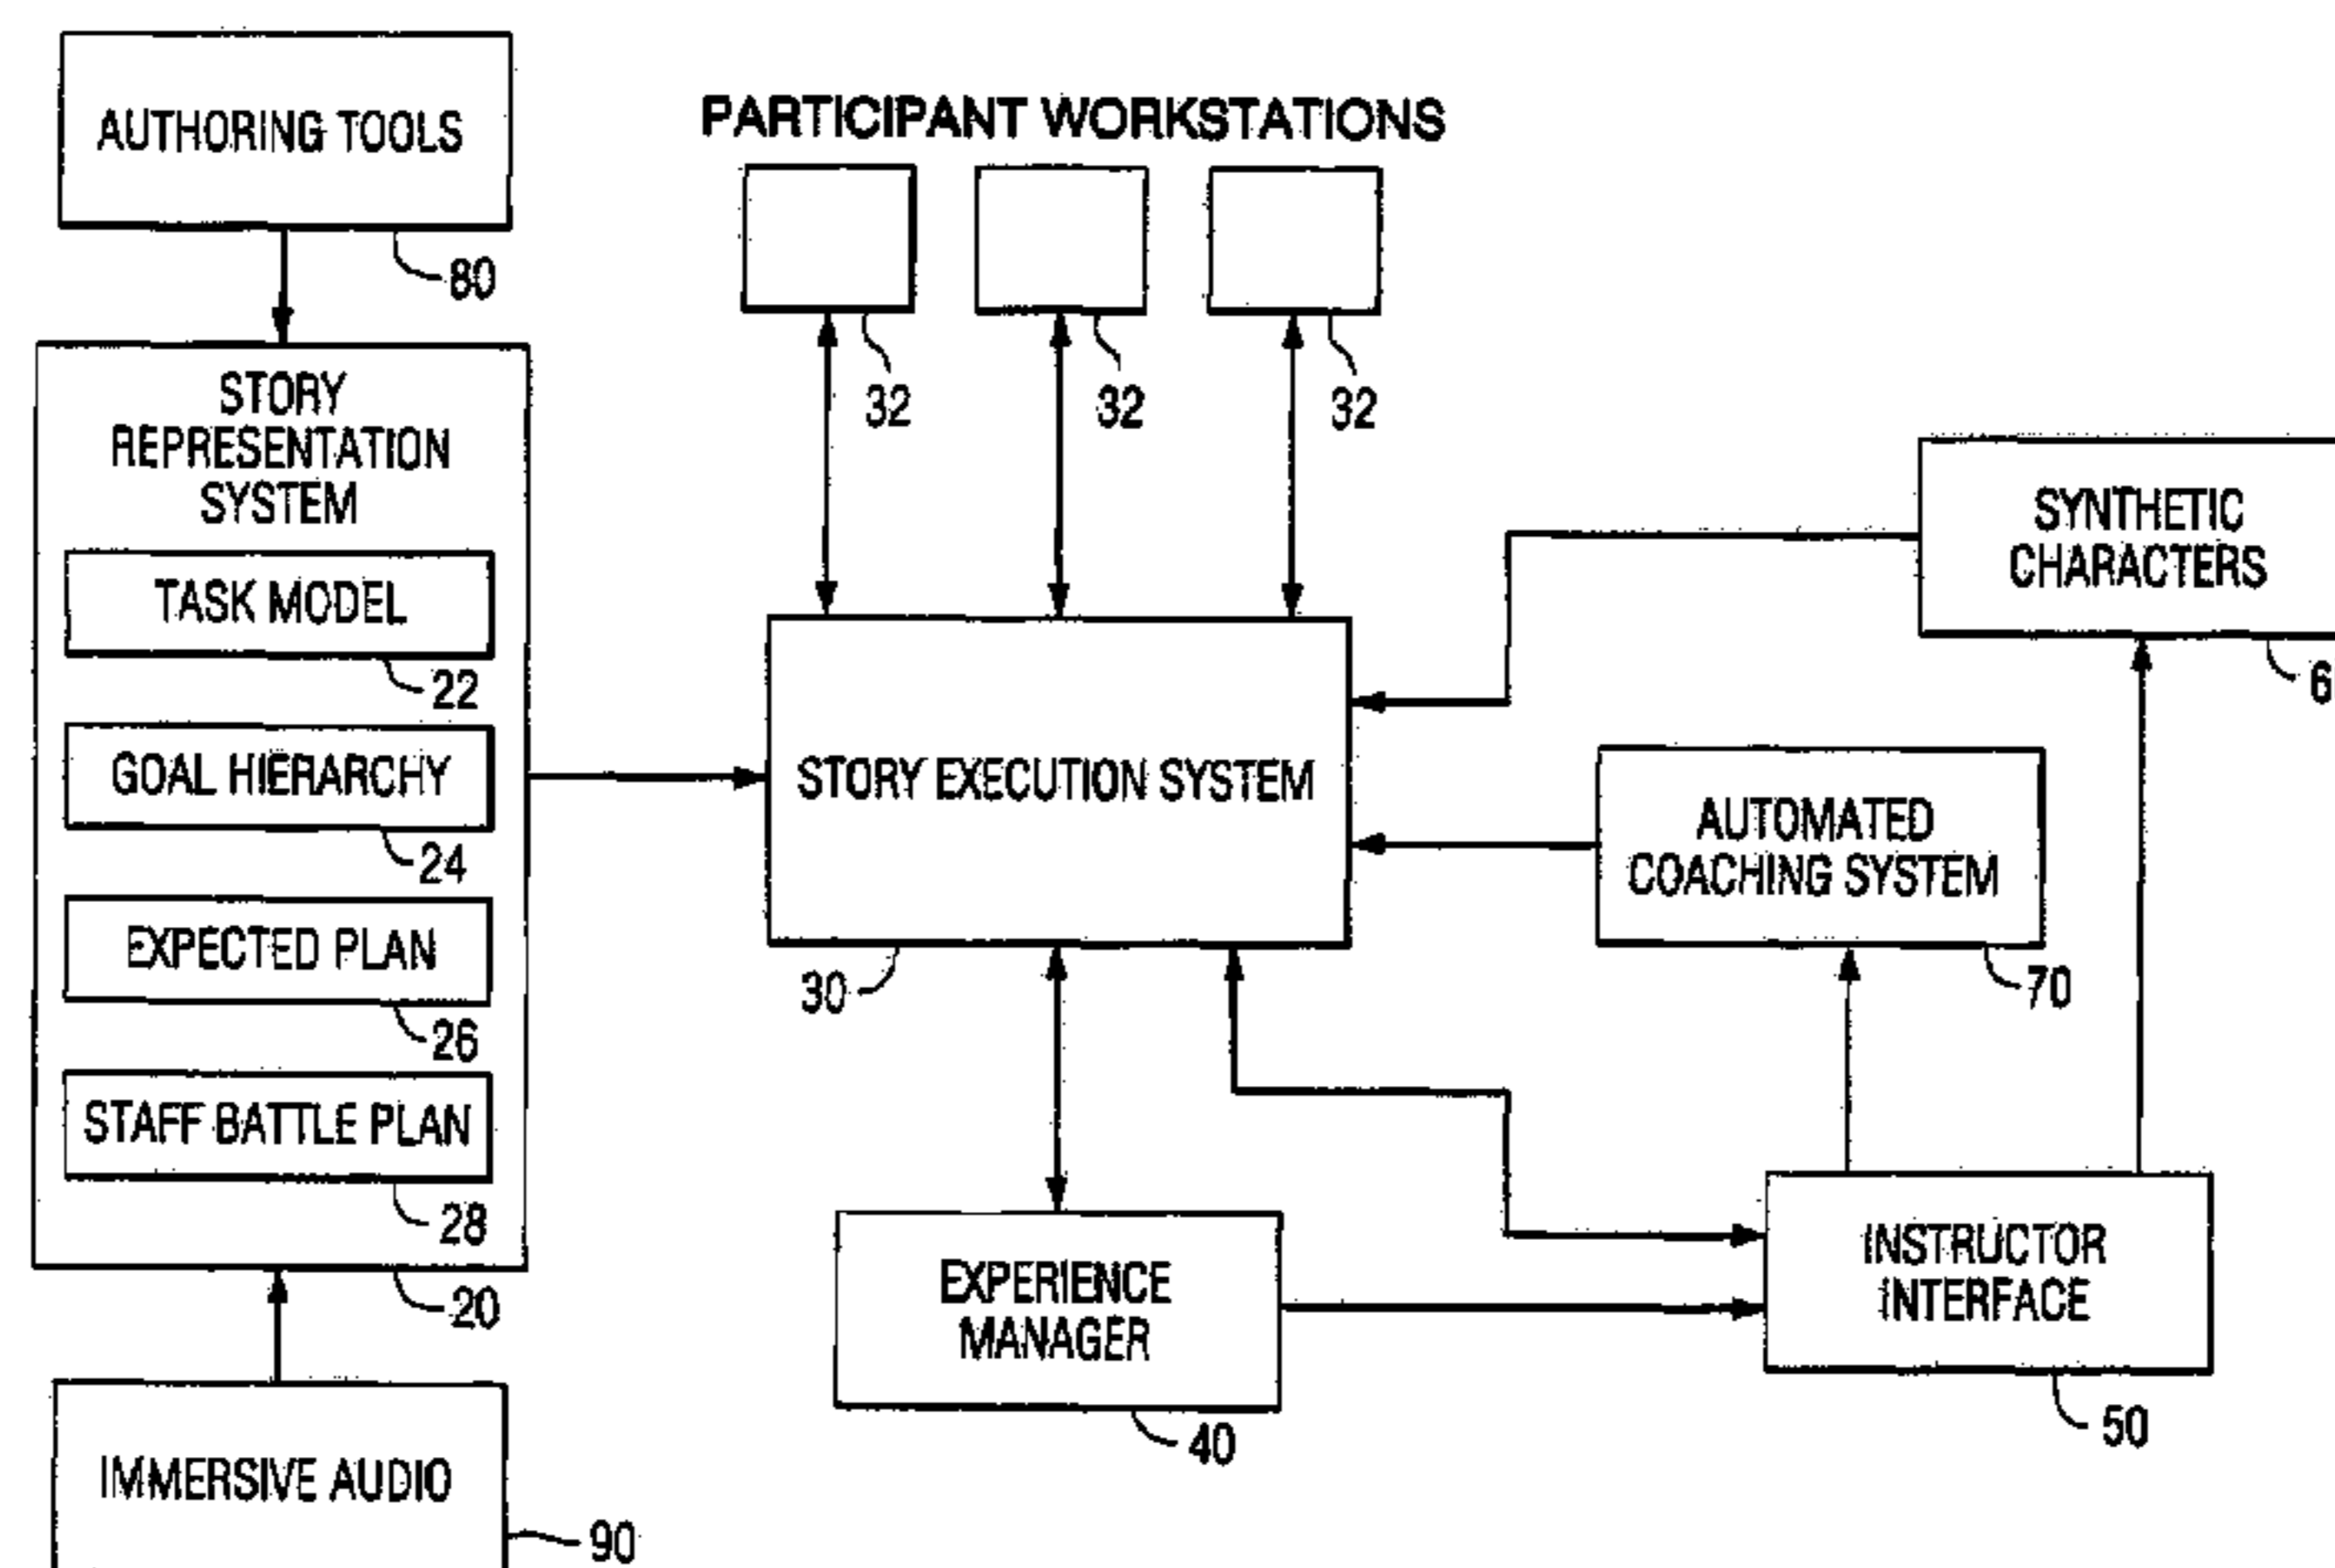 AUTHORING TOOLS
80
PARTICIPANT WORKSTATIONS
32
32
32
STORY
REPRESENTATION
SYSTEM
TASK MODEL
22
GOAL HIERARCHY
24
EXPECTED PLAN
26
STAFF BATTLE PLAN
28
20
IMMERSIVE AUDIO
90
STORY EXECUTION SYSTEM
30
SYNTHETIC
CHARACTERS
6
AUTOMATED
COACHING SYSTEM
70
EXPERIENCE
MANAGER
40
INSTRUCTOR
INTERFACE
50